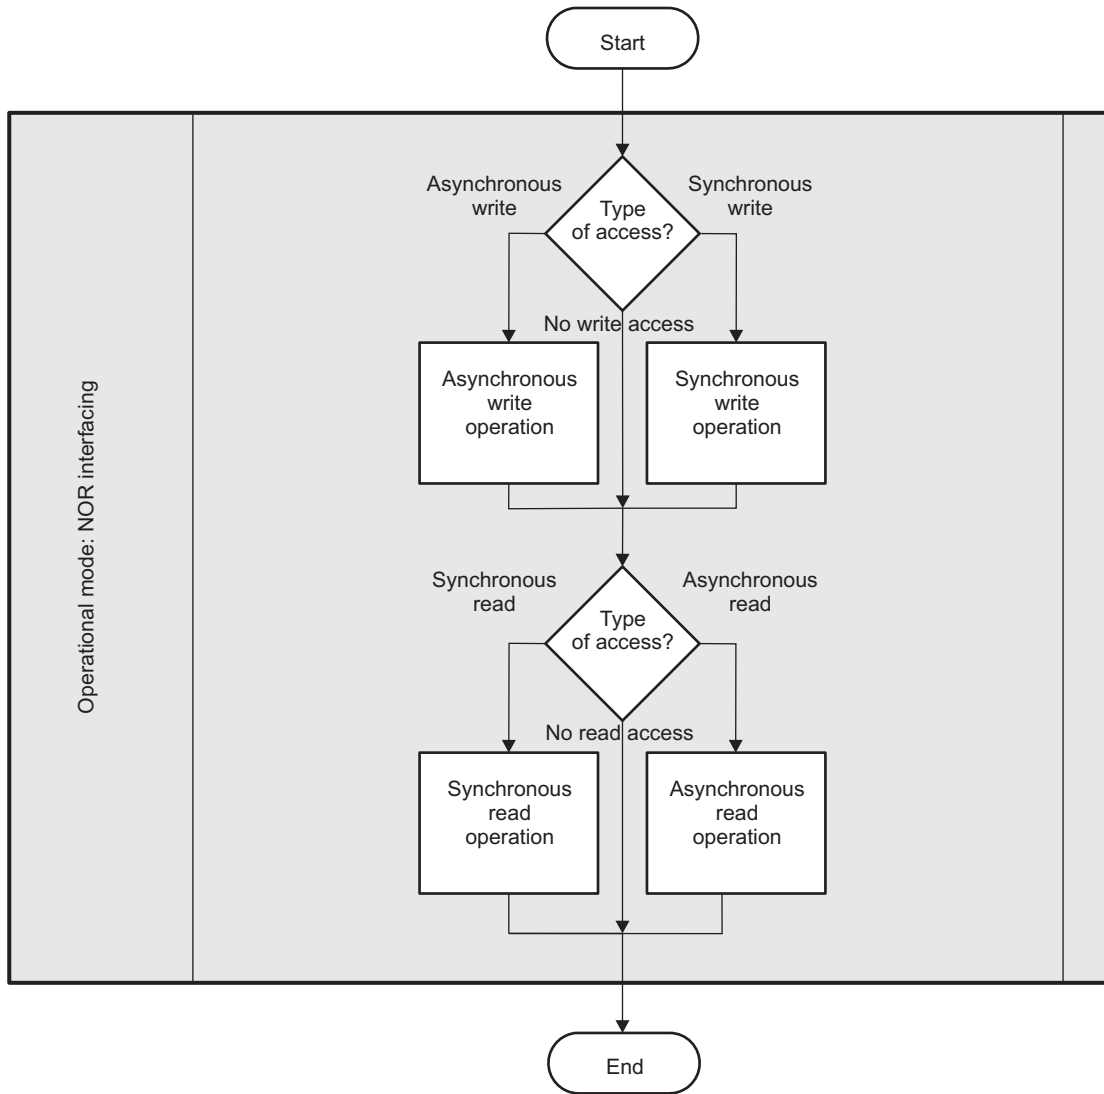 Start
Asynchronous
write
Synchronous
write
Type
of access?
No write access
Asynchronous
write
operation
Synchronous
write
operation
Operational mode: NOR interfacing
Synchronous
read
Asynchronous
read
Type
of access?
No read access
Synchronous
read
operation
Asynchronous
read
operation
End